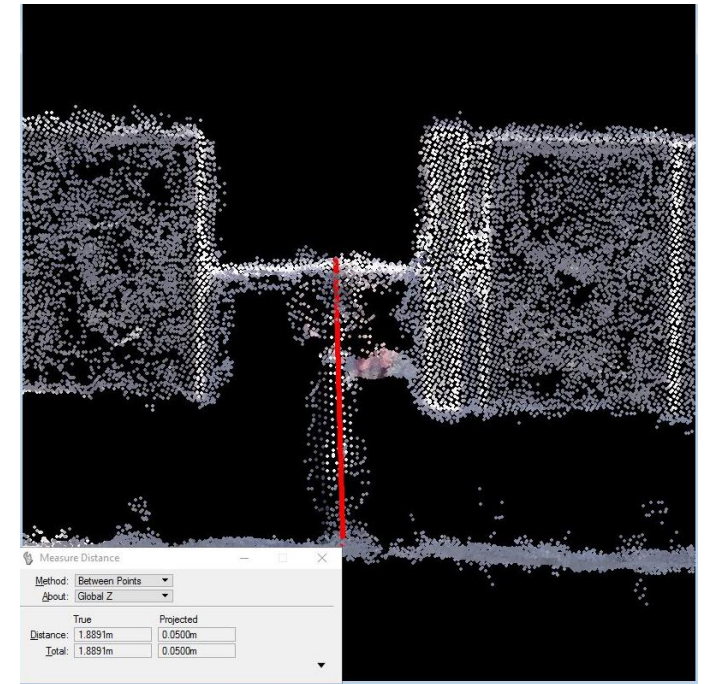 Measure Distance
Method: Between Points
About: Global Z
True Projected
Distance: 1.8891m 0.0500m
Total: 1.8891m 0.0500m